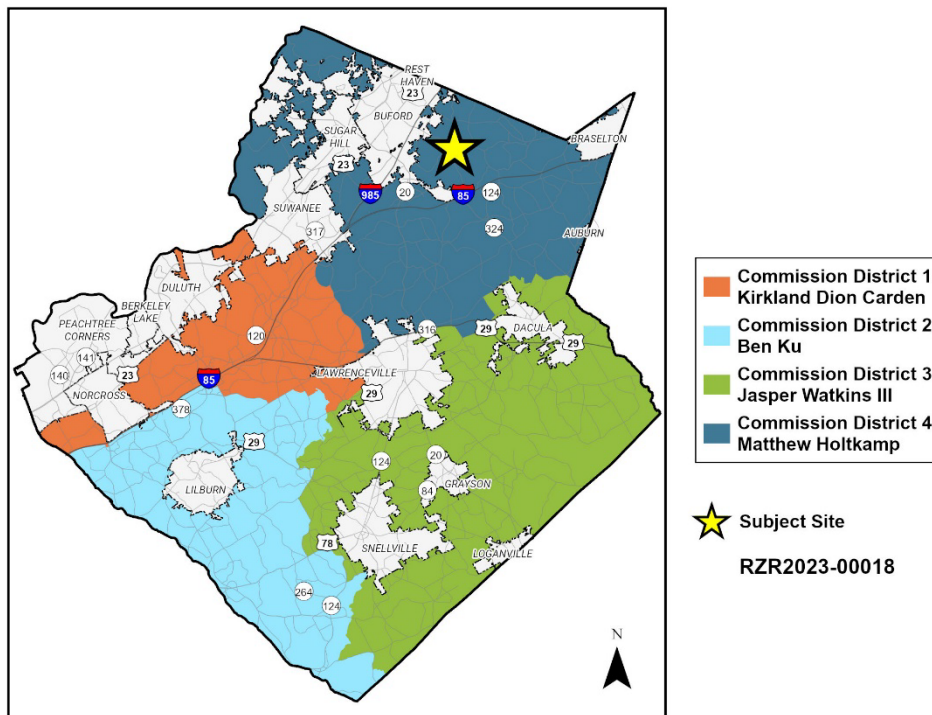 REST
HAVEN
23
BUFORD
SUGAR
HILL
23
BRASELTON
985
20
85
124
SUWANEE
317
324
AUBURN
DULUTH
BERKELEY
LAKE
PEACHTREE
CORNERS
141
140
23
NORCROSS
120
316
29
DACULA
29
LAWRENCEVILLE
29
85
378
29
LILBURN
124
20
GRAYSON
84
78
SNELLVILLE
LOGANVILLE
264
124
N
Commission District 1
Kirkland Dion Carden
Commission District 2
Ben Ku
Commission District 3
Jasper Watkins III
Commission District 4
Matthew Holtkamp
Subject Site
RZR2023-00018